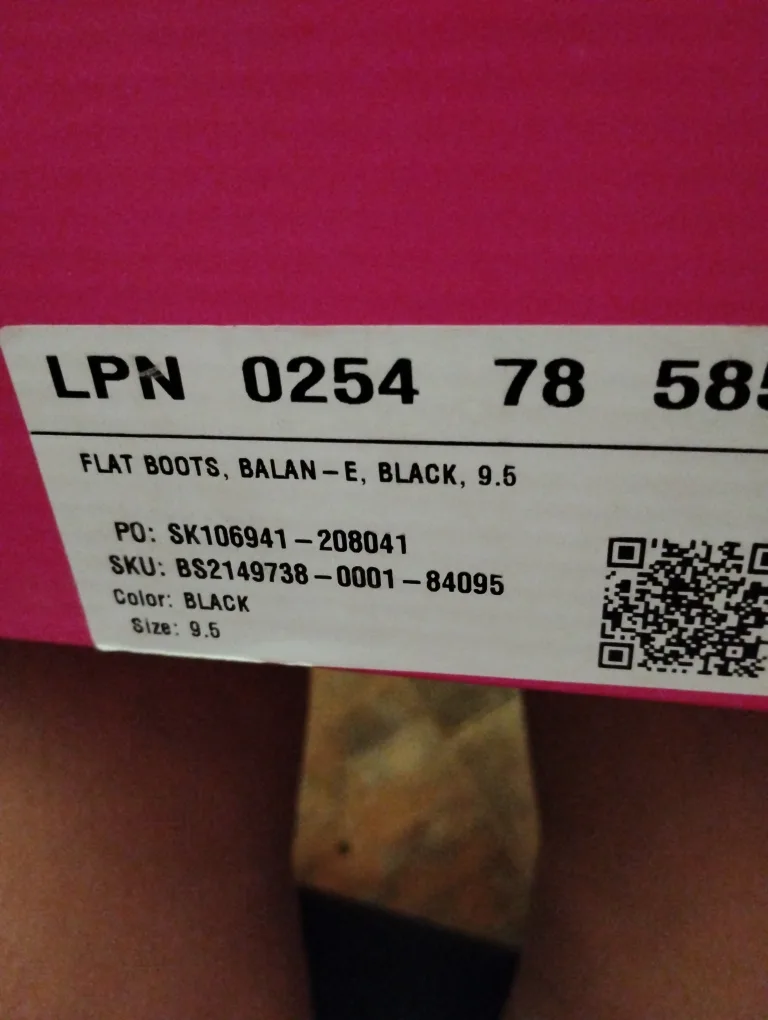 LPN 0254 78 585
FLAT BOOTS, BALAN-E, BLACK, 9.5
PO: SK106941-208041
SKU: BS2149738-0001-84095
Color: BLACK
Size: 9.5